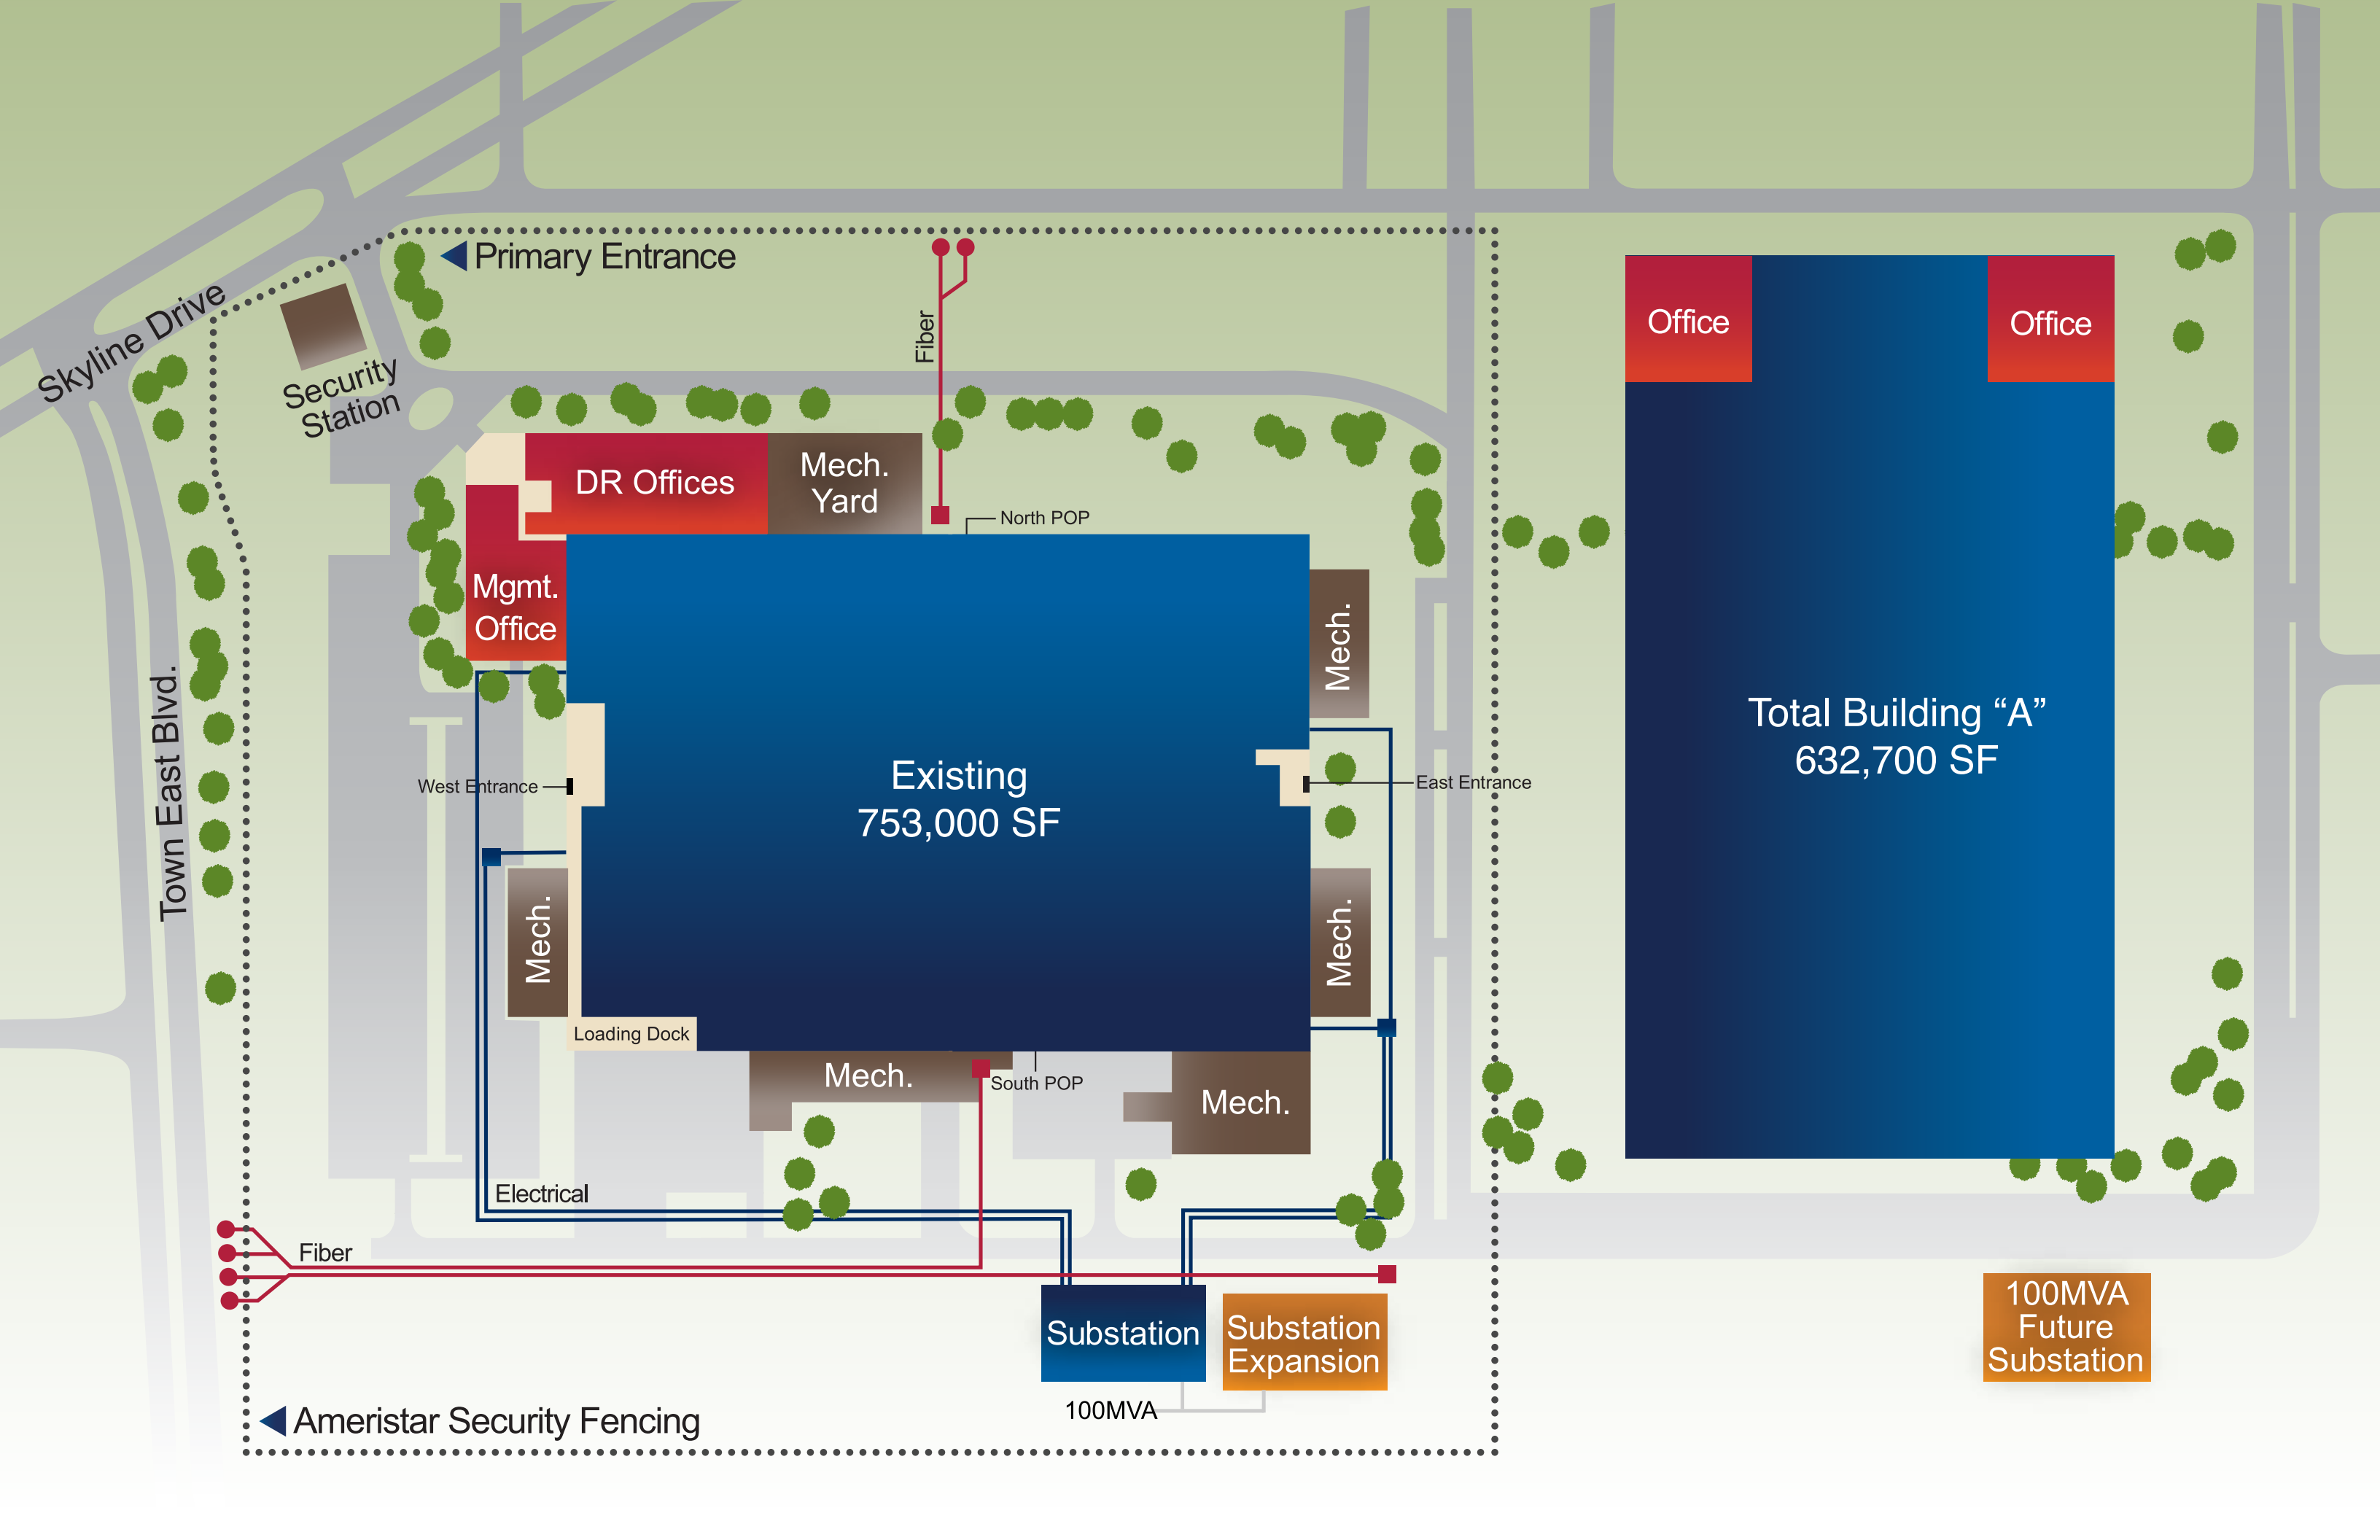 Primary Entrance
Skyline Drive
Security
Station
Fiber
Office
Office
DR Offices
Mech.
Yard
North POP
Mgmt.
Office
Mech.
Town East Blvd.
Total Building “A”
632,700 SF
West Entrance
Existing
753,000 SF
East Entrance
Mech.
Mech.
Loading Dock
Mech.
South POP
Mech.
Electrical
Fiber
Substation
Substation
Expansion
100MVA
Future
Substation
100MVA
Ameristar Security Fencing